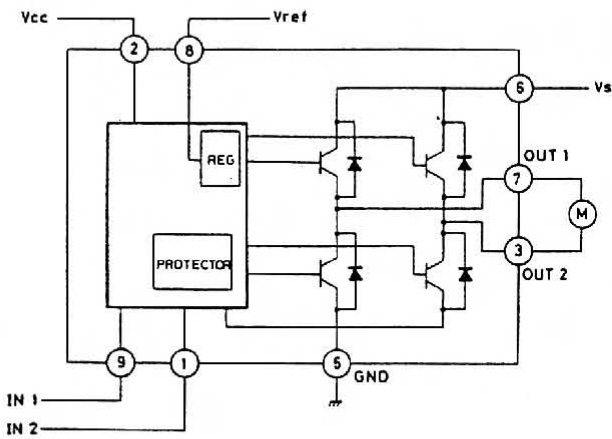 Vcc
Vref
2
8
6
Vs
REG
OUT 1
7
M
PROTECTOR
3
OUT 2
9
1
5
GND
IN 1
IN 2